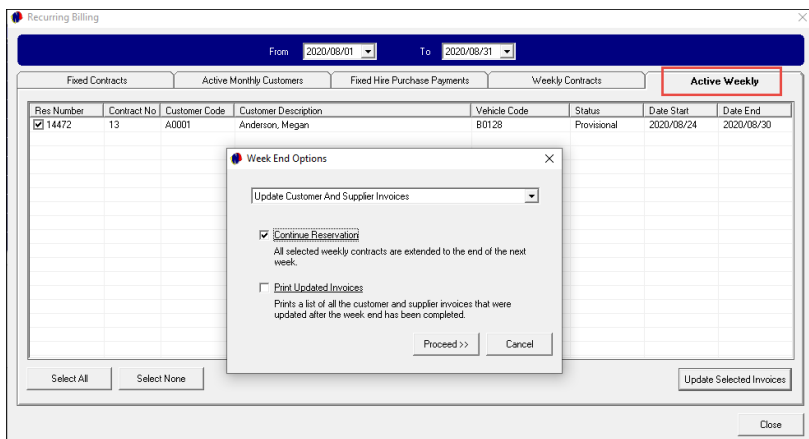 Recurring Billing
From 2020/08/01 To 2020/08/31
Fixed Contracts Active Monthly Customers Fixed Hire Purchase Payments Weekly Contracts Active Weekly
Res Number Contract No Customer Code Customer Description Vehicle Code Status Date Start Date End
14472 13 A0001 Anderson, Megan B0128 Provisional 2020/08/24 2020/08/30
Week End Options
Update Customer And Supplier Invoices
Continue Reservation
All selected weekly contracts are extended to the end of the next
week.
Print Updated Invoices
Prints a list of all the customer and supplier invoices that were
updated after the week end has been completed.
Proceed >> Cancel
Select All Select None Update Selected Invoices
Close